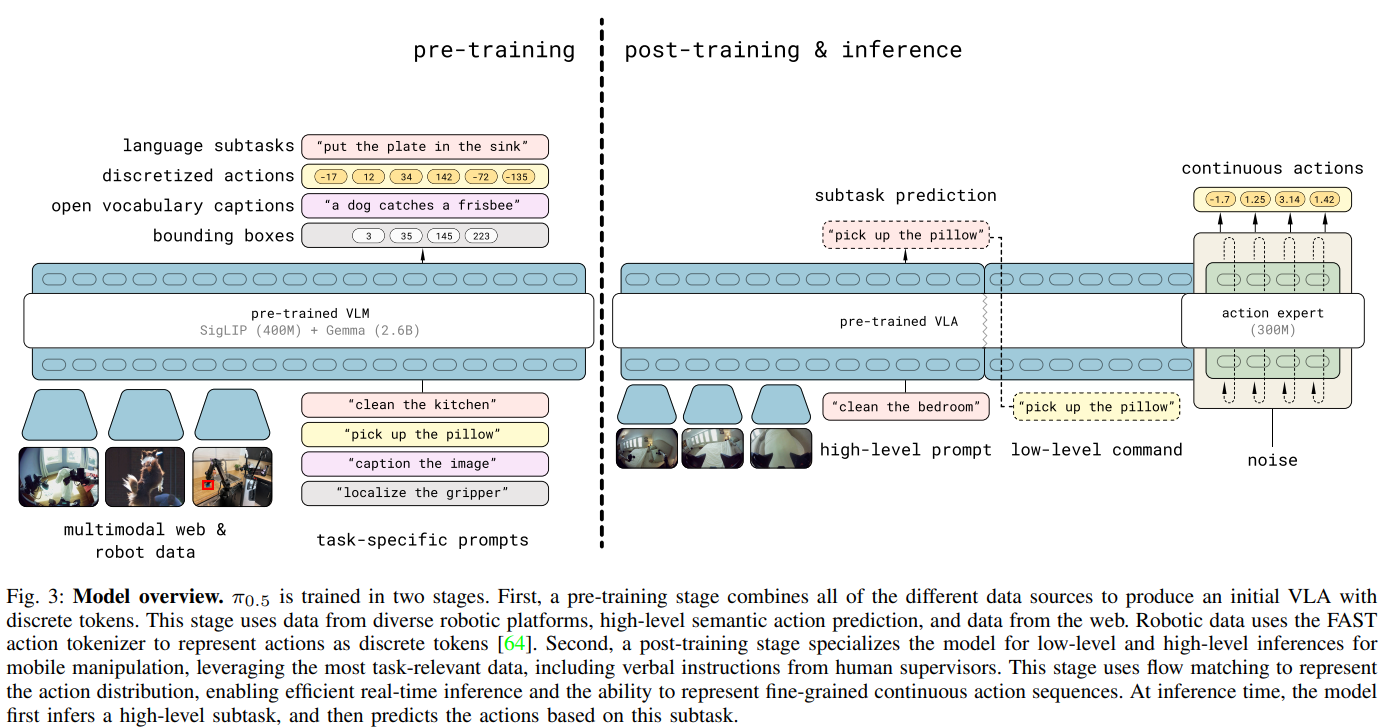 pre-training
post-training & inference
language subtasks
"put the plate in the sink"
discretized actions
-17 12 34 142 -72 -135
open vocabulary captions
"a dog catches a frisbee"
bounding boxes
3 35 145 223
pre-trained VLM
SigLIP (400M) + Gemma (2.6B)
"clean the kitchen"
"pick up the pillow"
"caption the image"
"localize the gripper"
multimodal web &
robot data
task-specific prompts
subtask prediction
"pick up the pillow"
continuous actions
-1.7 1.25 3.14 1.42
pre-trained VLA
action expert
(300M)
"clean the bedroom"
"pick up the pillow"
high-level prompt
low-level command
noise
Fig. 3: Model overview. π0.5 is trained in two stages. First, a pre-training stage combines all of the different data sources to produce an initial VLA with
discrete tokens. This stage uses data from diverse robotic platforms, high-level semantic action prediction, and data from the web. Robotic data uses the FAST
action tokenizer to represent actions as discrete tokens [64]. Second, a post-training stage specializes the model for low-level and high-level inferences for
mobile manipulation, leveraging the most task-relevant data, including verbal instructions from human supervisors. This stage uses flow matching to represent
the action distribution, enabling efficient real-time inference and the ability to represent fine-grained continuous action sequences. At inference time, the model
first infers a high-level subtask, and then predicts the actions based on this subtask.